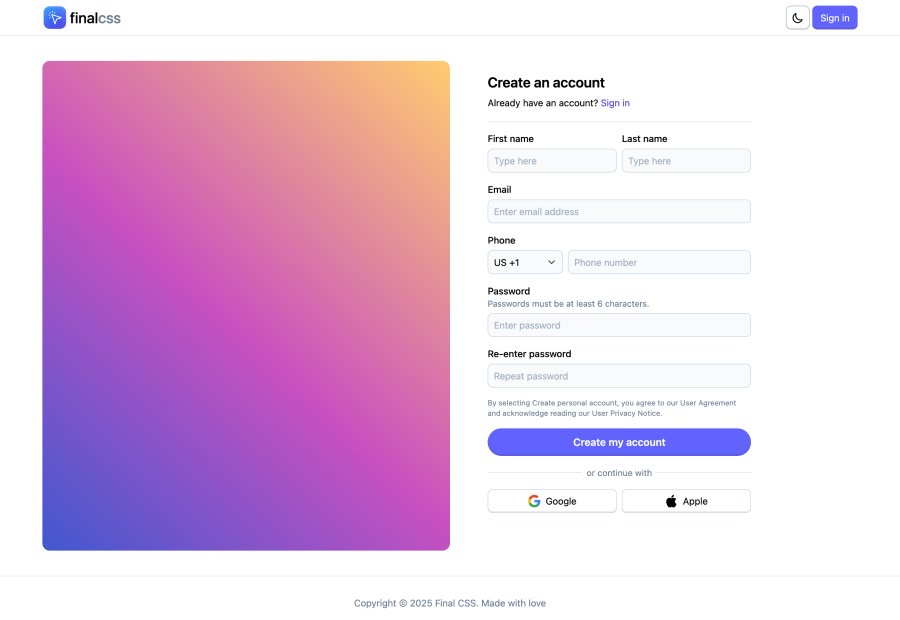 finalcss
Sign in
Create an account
Already have an account? Sign in
First name
Last name
Type here
Type here
Email
Enter email address
Phone
US +1
Phone number
Password
Passwords must be at least 6 characters.
Enter password
Re-enter password
Repeat password
By selecting Create personal account, you agree to our User Agreement
and acknowledge reading our User Privacy Notice.
Create my account
or continue with
Google
Apple
Copyright © 2025 Final CSS. Made with love